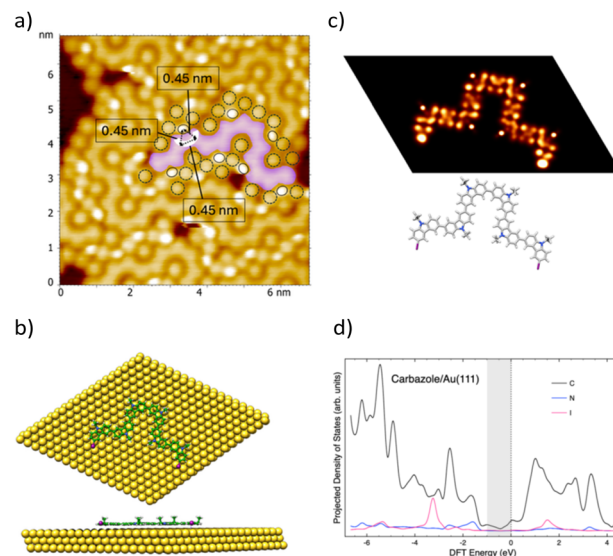 a)
nm
7
6
5
4
3
2
1
0
0
2
4
6 nm
0.45 nm
0.45 nm
0.45 nm
b)
c)
d)
Projected Density of States (arb. units)
Carbazole/Au(111)
C
N
I
-6
-4
-2
0
2
4
DFT Energy (eV)